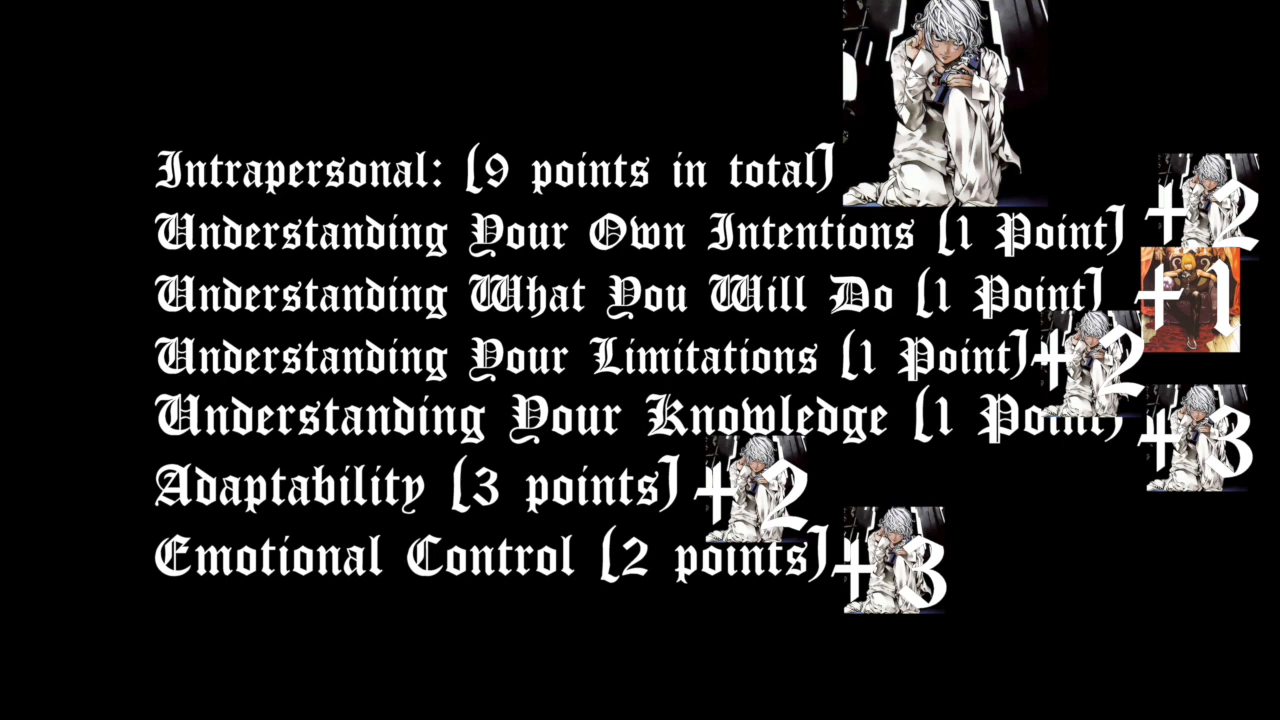 Intrapersonal: (9 points in total)
Understanding Your Own Intentions (1 Point) +2
Understanding What You Will Do (1 Point) +1
Understanding Your Limitations (1 Point) +2
Understanding Your Knowledge (1 Point) +3
Adaptability (3 points) +2
Emotional Control (2 points) +3